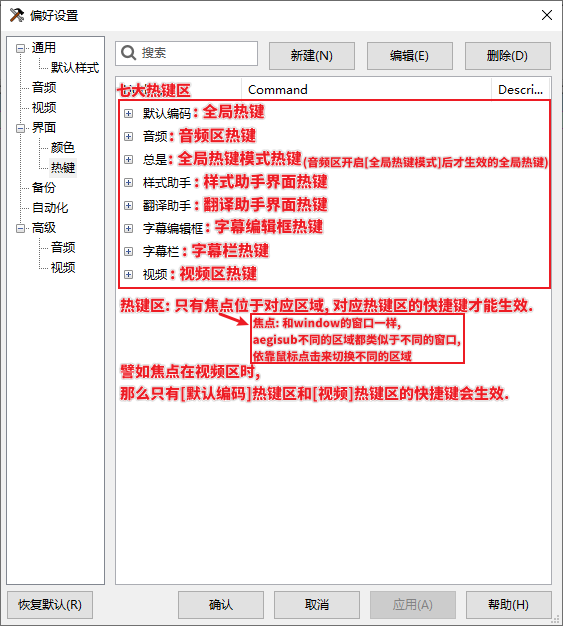 偏好设置
通用
默认样式
音频
视频
界面
颜色
热键
备份
自动化
高级
音频
视频
搜索
新建(N)
编辑(E)
删除(D)
七大热键区
Command
Descri...
默认编码: 全局热键
音频: 音频区热键
总是: 全局热键模式热键(音频区开启[全局热键模式]后才生效的全局热键)
样式助手: 样式助手界面热键
翻译助手: 翻译助手界面热键
字幕编辑框: 字幕编辑框热键
字幕栏: 字幕栏热键
视频: 视频区热键
热键区: 只有焦点位于对应区域, 对应热键区的快捷键才能生效.
焦点: 和window的窗口一样,
aegisub不同的区域都类似于不同的窗口,
依靠鼠标点击来切换不同的区域
譬如焦点在视频区时,
那么只有[默认编码]热键区和[视频]热键区的快捷键会生效.
恢复默认(R)
确认
取消
应用(A)
帮助(H)